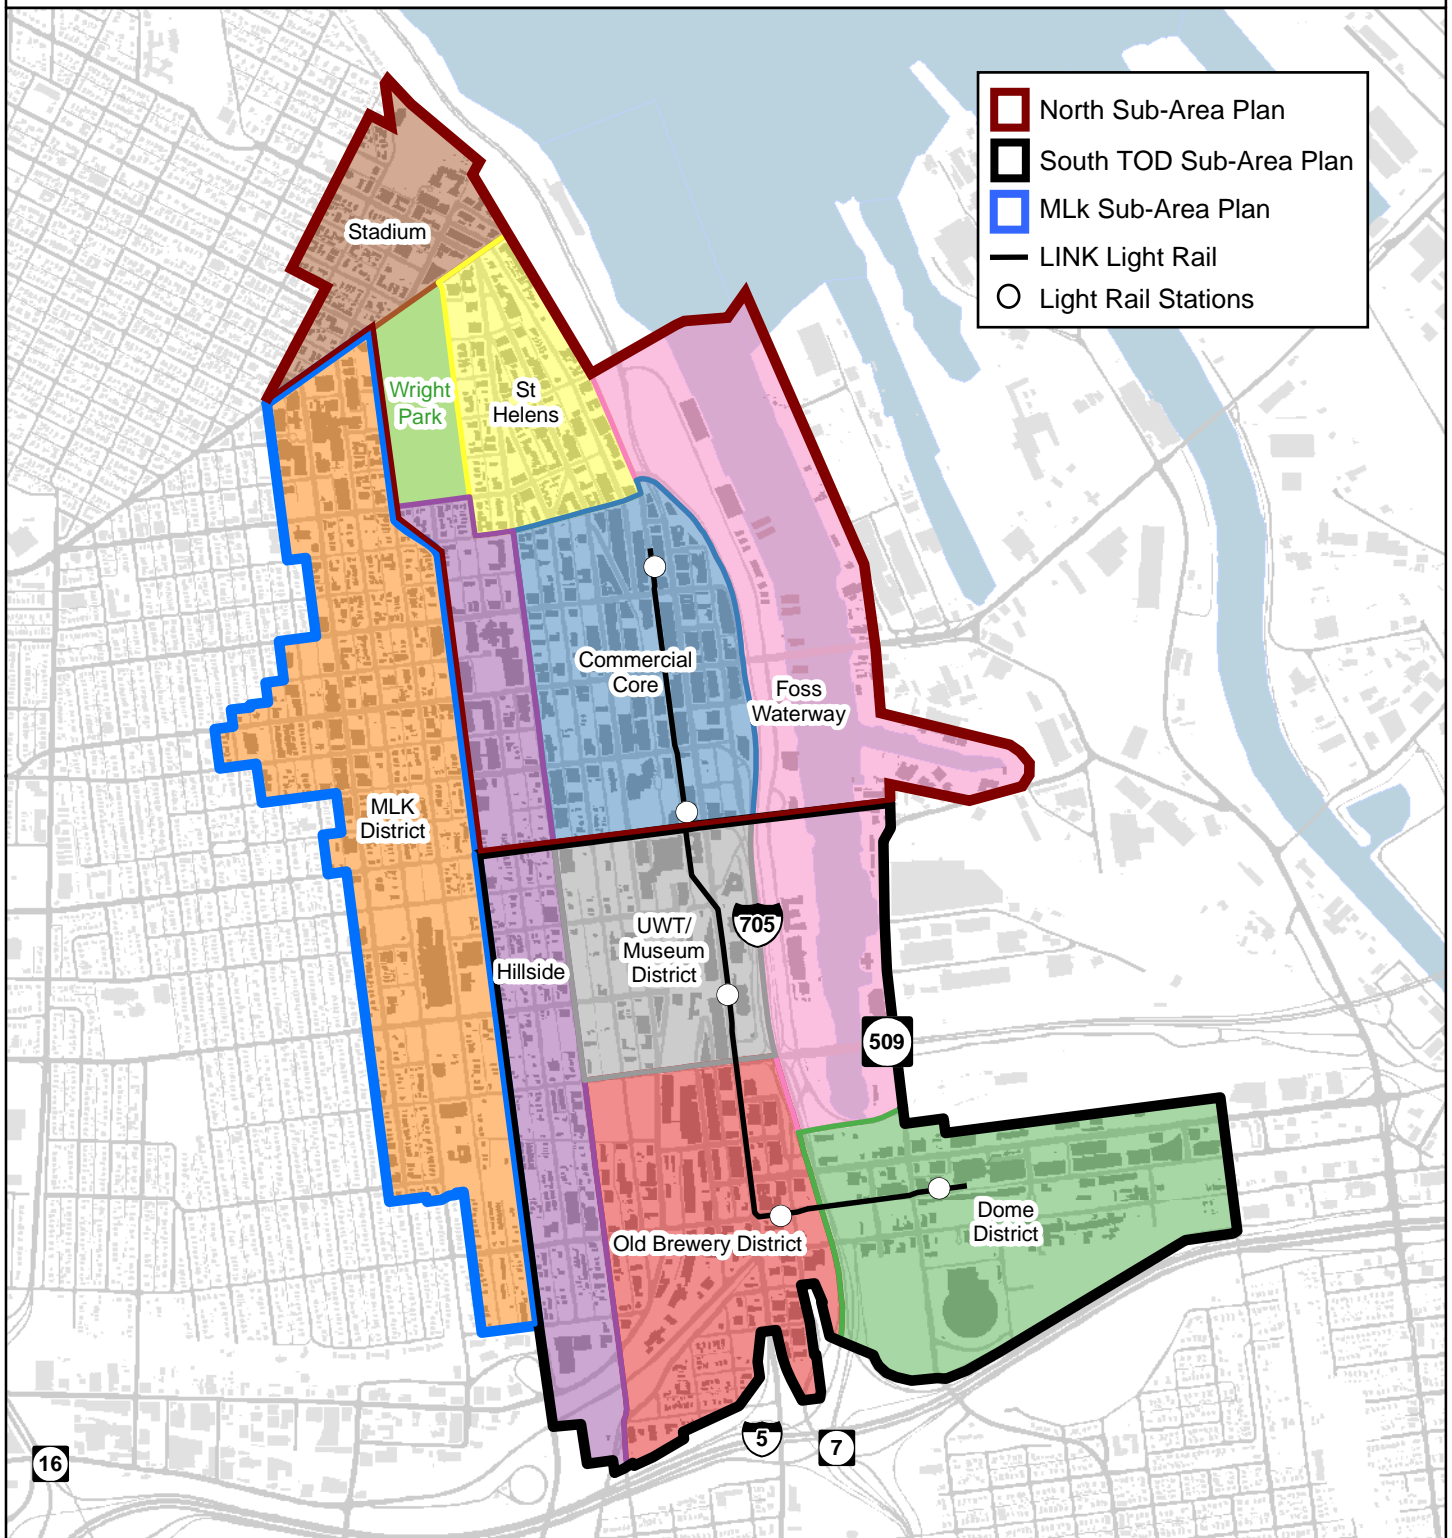 North Sub-Area Plan
South TOD Sub-Area Plan
MLk Sub-Area Plan
LINK Light Rail
Light Rail Stations
Stadium
Wright
Park
St
Helens
Commercial
Core
Foss
Waterway
MLK
District
UWT/
Museum
District
705
Hillside
509
Dome
District
Old Brewery District
5
7
16